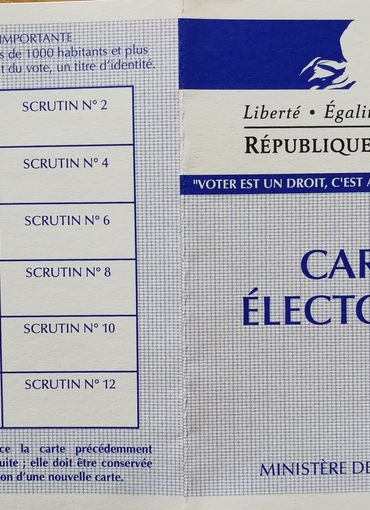 IMPORTANTE
s de 1000 habitants et plus
t du vote, un titre d'identité.
SCRUTIN N° 2
SCRUTIN N° 4
SCRUTIN N° 6
SCRUTIN N° 8
SCRUTIN N° 10
SCRUTIN N° 12
ce la carte précédemment
uite ; elle doit être conservée
ion d'une nouvelle carte.
Liberté • Égalin
RÉPUBLIQUE
"VOTER EST UN DROIT, C'EST A
CAR
ÉLECTO
MINISTÈRE DE